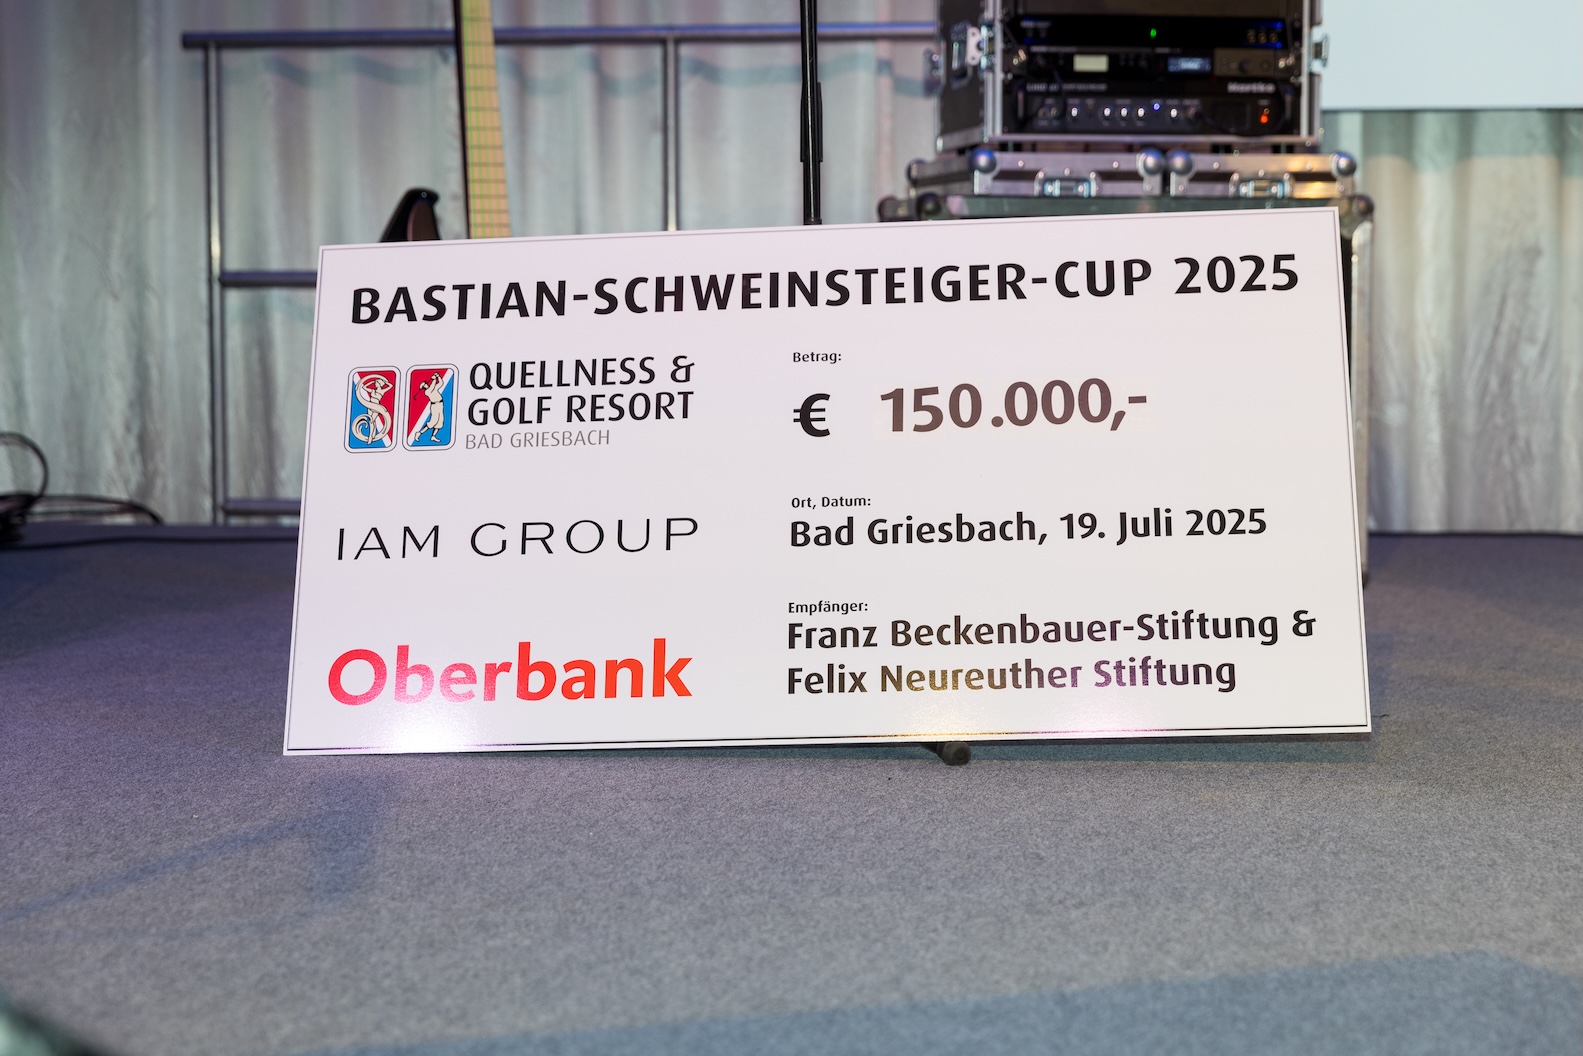 BASTIAN-SCHWEINSTEIGER-CUP 2025
QUELLNESS &
GOLF RESORT
BAD GRIESBACH
IAM GROUP
Oberbank
Betrag:
€ 150.000,-
Ort, Datum:
Bad Griesbach, 19. Juli 2025
Empfänger:
Franz Beckenbauer-Stiftung &
Felix Neureuther Stiftung
Hartke